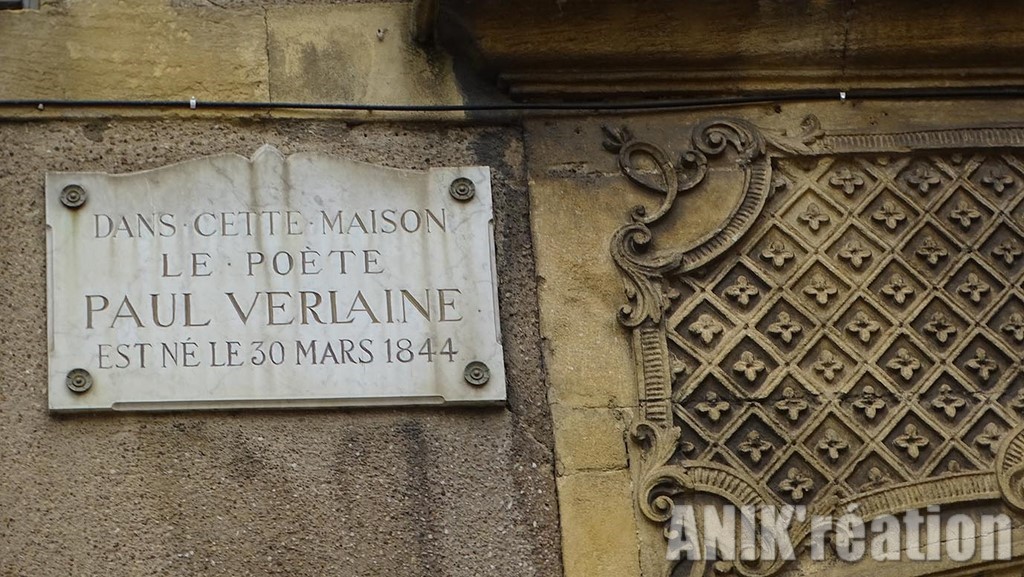 DANS·CETTE·MAISON
LE·POÈTE
PAUL VERLAINE
EST NÉ LE 30 MARS 1844
ANIK'réation